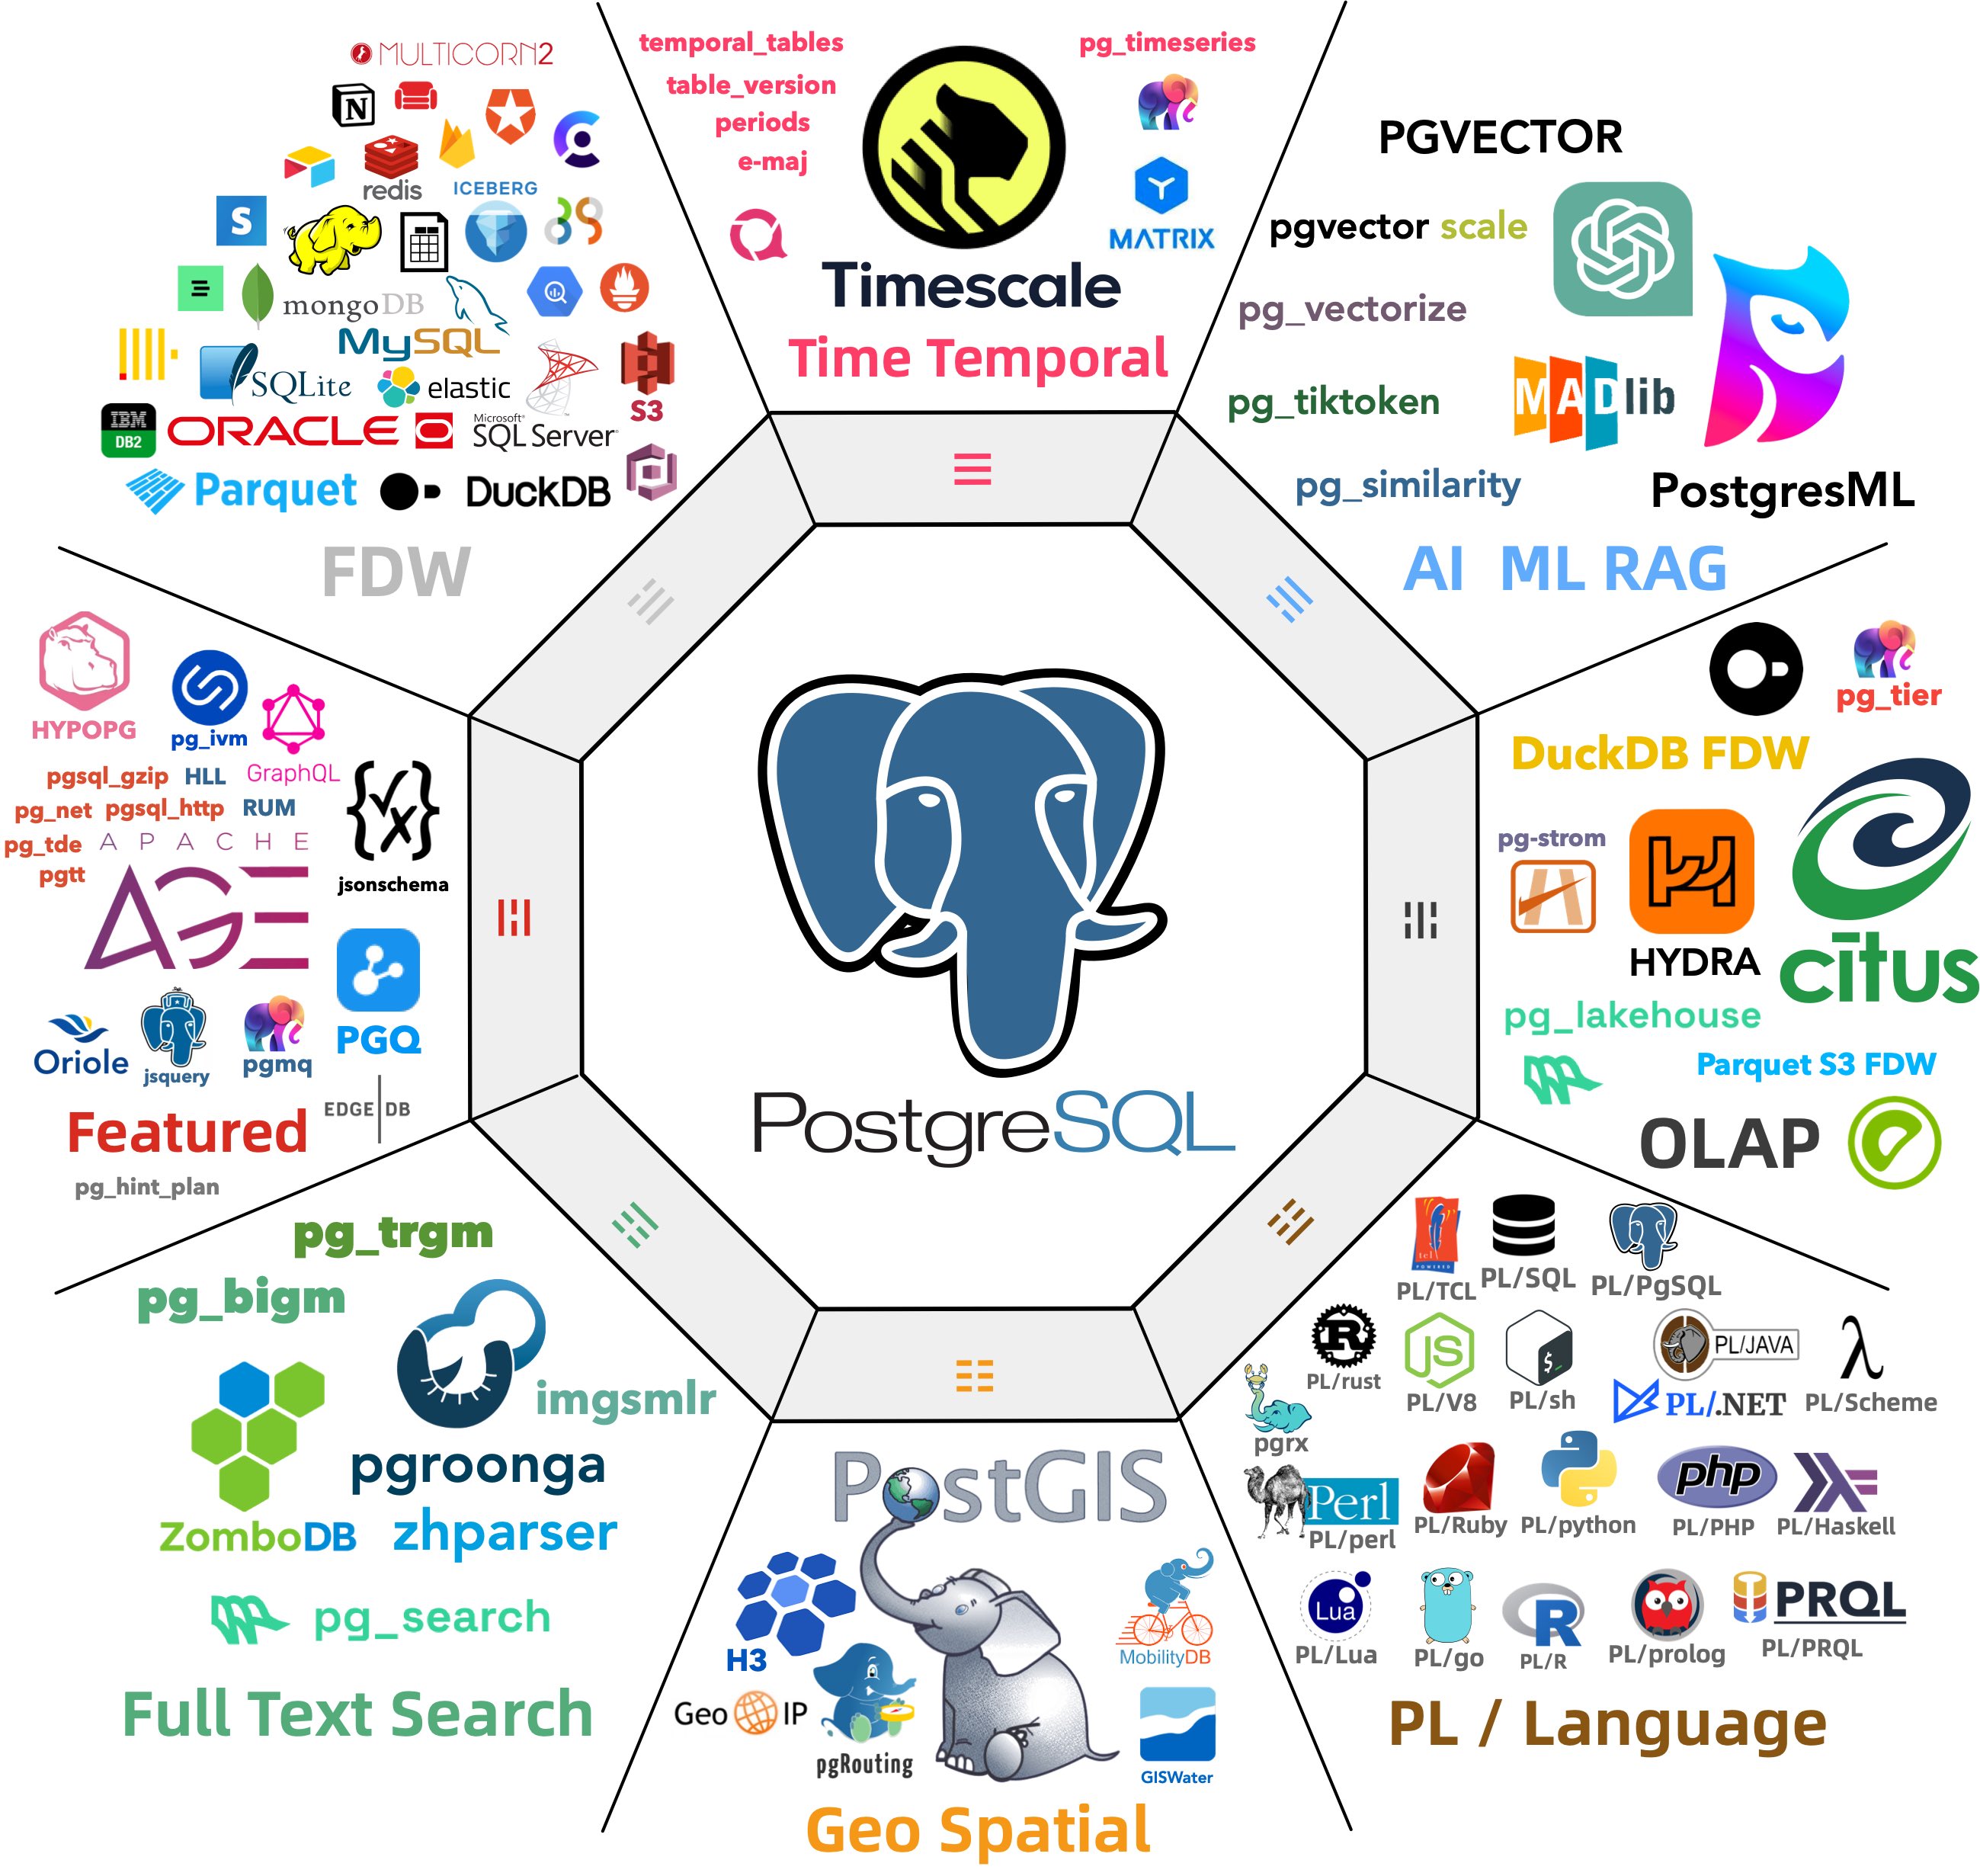 temporal_tables
table_version
periods
e-maj
pg_timeseries
MATRIX
Timescale
Time Temporal
PGVECTOR
pgvector scale
pg_vectorize
pg_tiktoken
MADlib
pg_similarity
PostgresML
AI ML RAG
pg_tier
DuckDB FDW
pg-strom
HYDRA
citus
pg_lakehouse
Parquet S3 FDW
OLAP
PL/TCL
PL/SQL
PL/PgSQL
PL/rust
JS
PL/V8
$_
PL/sh
PL/JAVA
PL/.NET
λ
PL/Scheme
pgrx
Perl
PL/perl
PL/Ruby
PL/python
php
PL/PHP
PL/Haskell
Lua
PL/Lua
PL/go
R
PL/R
PL/prolog
PRQL
PL/PRQL
PL / Language
PostGIS
H3
MobilityDB
Geo IP
pgRouting
GISWater
Geo Spatial
pg_trgm
pg_bigm
imgsmlr
pgroonga
ZomboDB
zhparser
pg_search
Full Text Search
HYPOPG
pg_ivm
GraphQL
pgsql_gzip
HLL
pg_net
pgsql_http
RUM
pg_tde
APACHE
pgtt
AGE
jsonschema
PGQ
Oriole
jsquery
pgmq
EDGE|DB
Featured
pg_hint_plan
MULTICORN2
N
redis
ICEBERG
S
mongoDB
MySQL
SQLite
elastic
S3
IBM
DB2
ORACLE
Microsoft®
SQL Server
Parquet
DuckDB
FDW
PostgreSQL